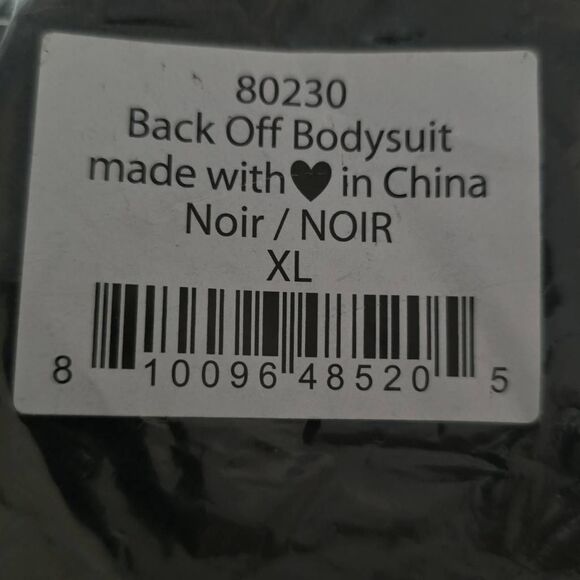 80230
Back Off Bodysuit
made with🖤in China
Noir / NOIR
XL
8 10096 48520 5